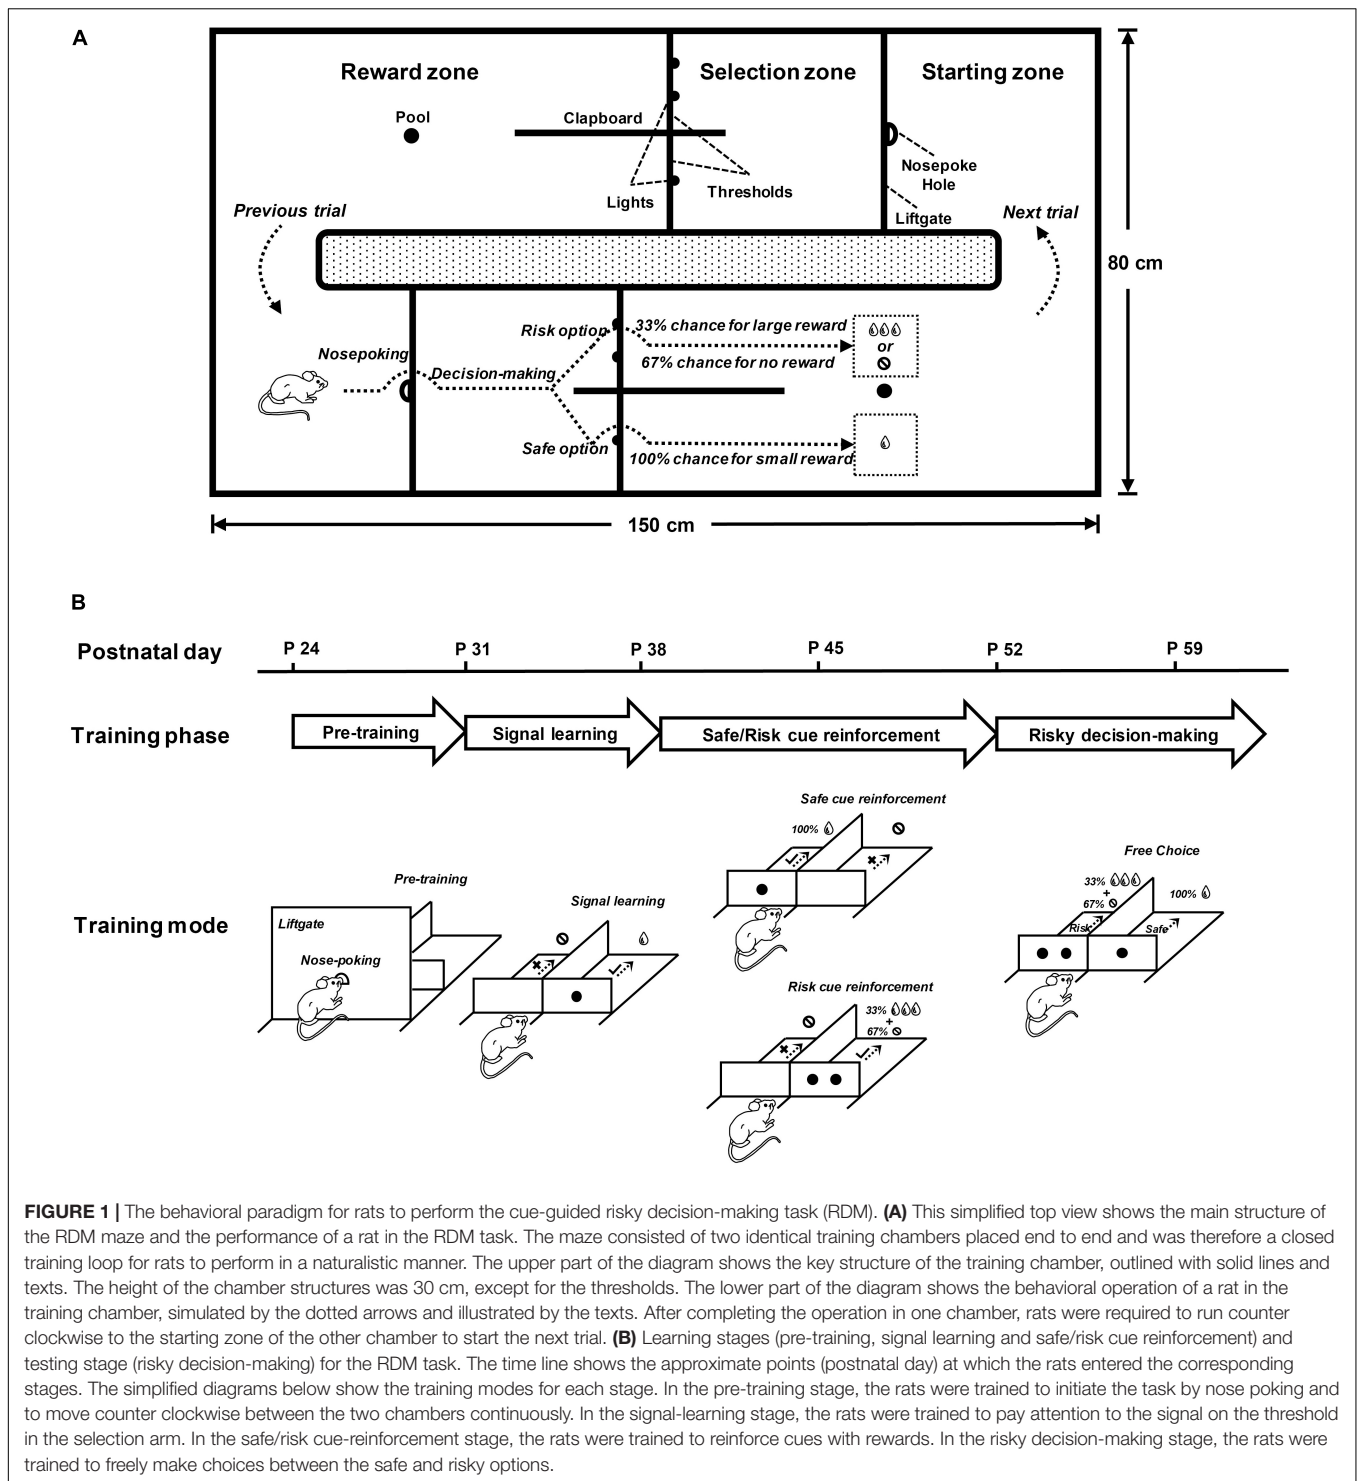 A
Reward zone
Selection zone
Starting zone
Pool
Clapboard
Nosepoke
Hole
Lights
Thresholds
Liftgate
Previous trial
Next trial
80 cm
Risk option
33% chance for large reward
or
67% chance for no reward
Nosepoking
Decision-making
Safe option
100% chance for small reward
150 cm
B
Postnatal day
P 24
P 31
P 38
P 45
P 52
P 59
Training phase
Pre-training
Signal learning
Safe/Risk cue reinforcement
Risky decision-making
Training mode
Pre-training
Liftgate
Nose-poking
Signal learning
Safe cue reinforcement
100%
Risk cue reinforcement
33%
+
67%
Free Choice
33%
+
67%
100%
Risk
Safe
FIGURE 1 | The behavioral paradigm for rats to perform the cue-guided risky decision-making task (RDM). (A) This simplified top view shows the main structure of
the RDM maze and the performance of a rat in the RDM task. The maze consisted of two identical training chambers placed end to end and was therefore a closed
training loop for rats to perform in a naturalistic manner. The upper part of the diagram shows the key structure of the training chamber, outlined with solid lines and
texts. The height of the chamber structures was 30 cm, except for the thresholds. The lower part of the diagram shows the behavioral operation of a rat in the
training chamber, simulated by the dotted arrows and illustrated by the texts. After completing the operation in one chamber, rats were required to run counter
clockwise to the starting zone of the other chamber to start the next trial. (B) Learning stages (pre-training, signal learning and safe/risk cue reinforcement) and
testing stage (risky decision-making) for the RDM task. The time line shows the approximate points (postnatal day) at which the rats entered the corresponding
stages. The simplified diagrams below show the training modes for each stage. In the pre-training stage, the rats were trained to initiate the task by nose poking and
to move counter clockwise between the two chambers continuously. In the signal-learning stage, the rats were trained to pay attention to the signal on the threshold
in the selection arm. In the safe/risk cue-reinforcement stage, the rats were trained to reinforce cues with rewards. In the risky decision-making stage, the rats were
trained to freely make choices between the safe and risky options.